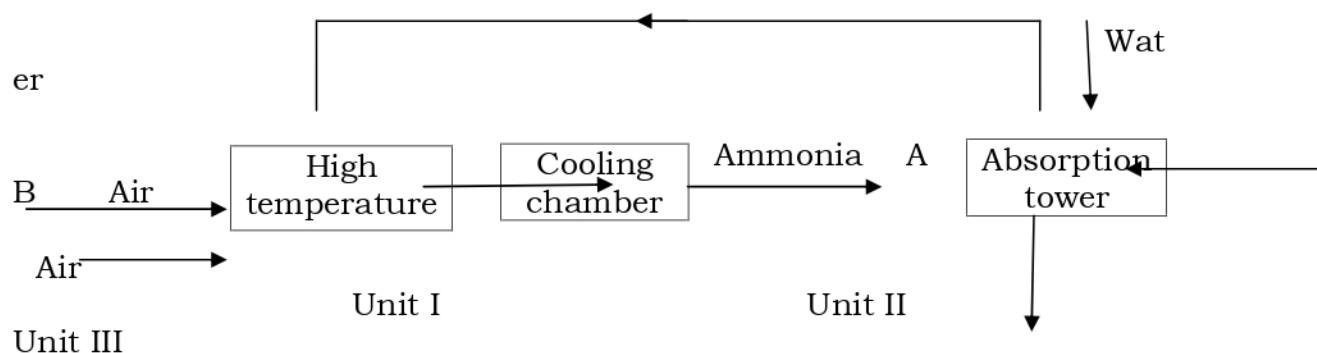 Wat
er
High
temperature
Cooling
chamber
Ammonia A
Absorption
tower
B Air
Air
Unit I Unit II
Unit III